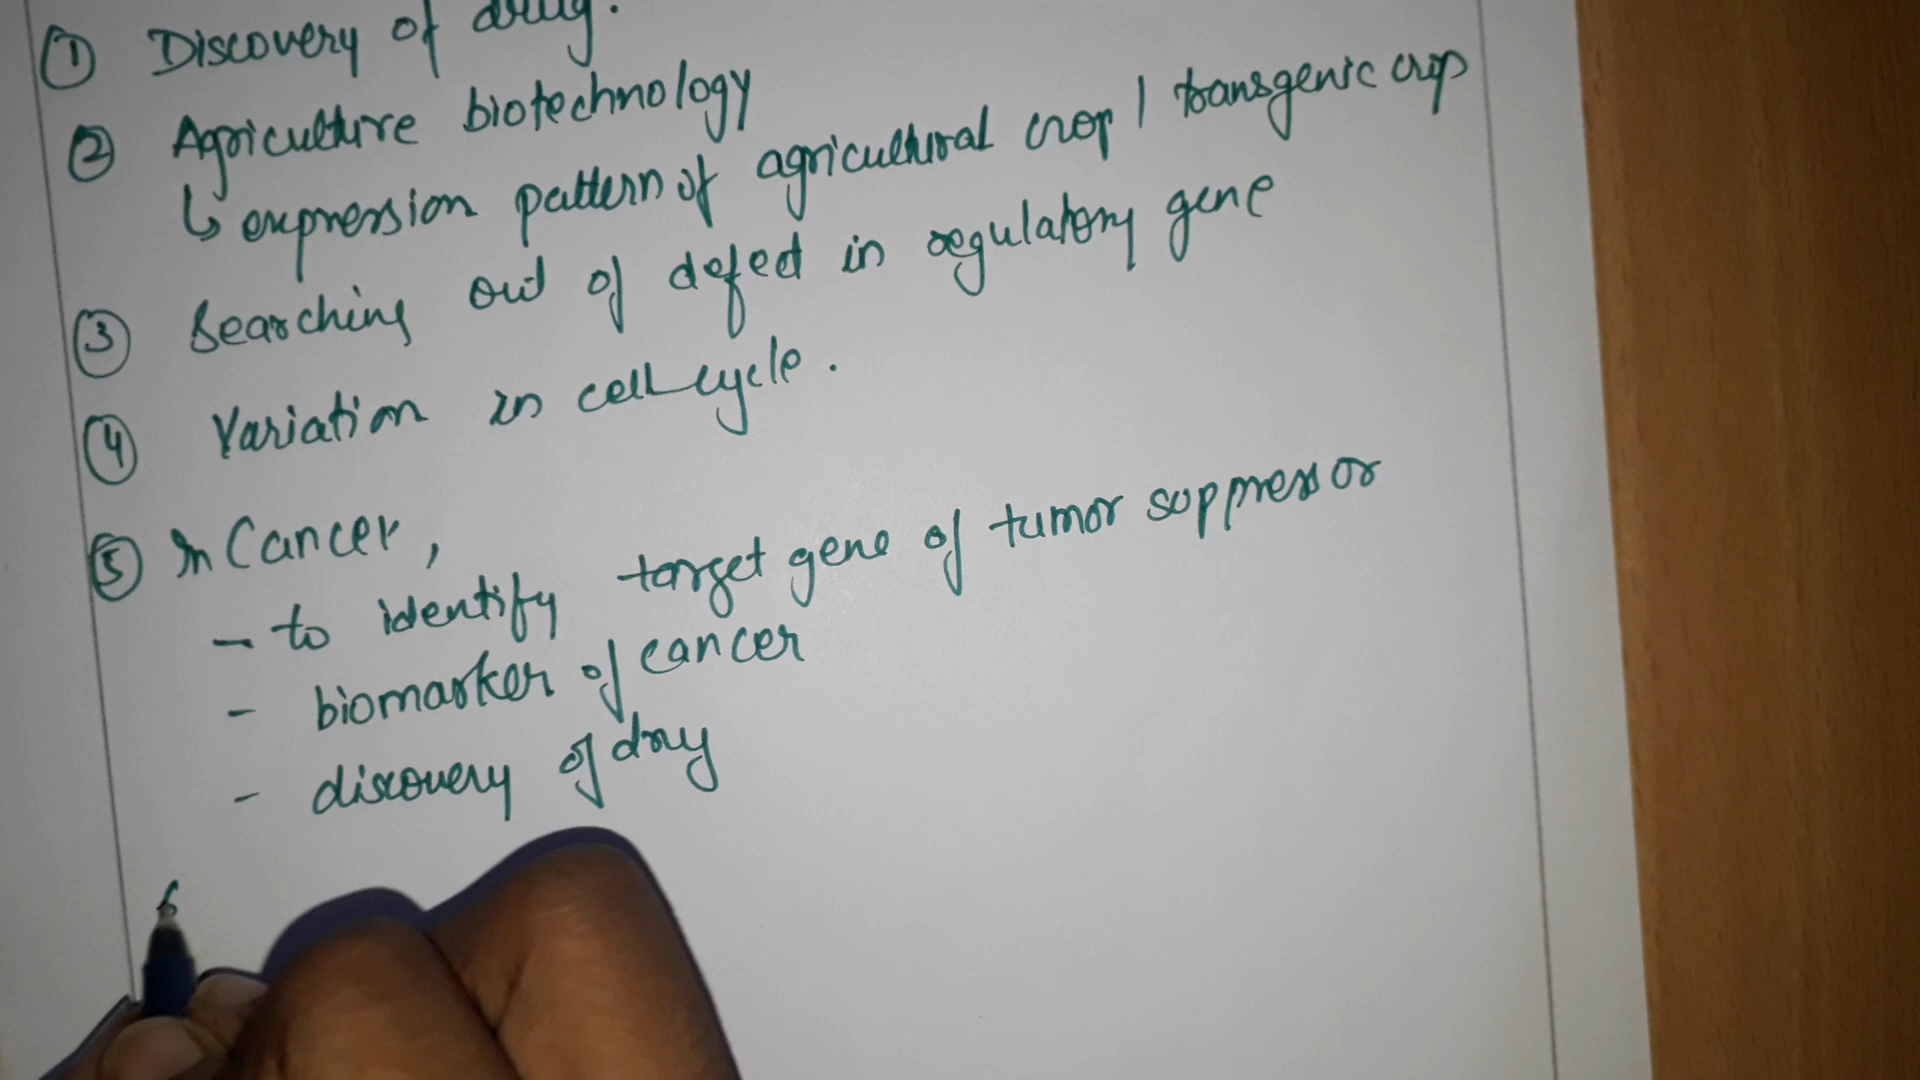 ① Discovery of drug.
② Agriculture biotechnology
↳ expression pattern of agricultural crop / transgenic crop
③ Searching out of defect in regulatory gene
④ Variation in cell cycle.
⑤ In Cancer,
- to identify target gene of tumor suppressor
- biomarker of cancer
- discovery of drug
6